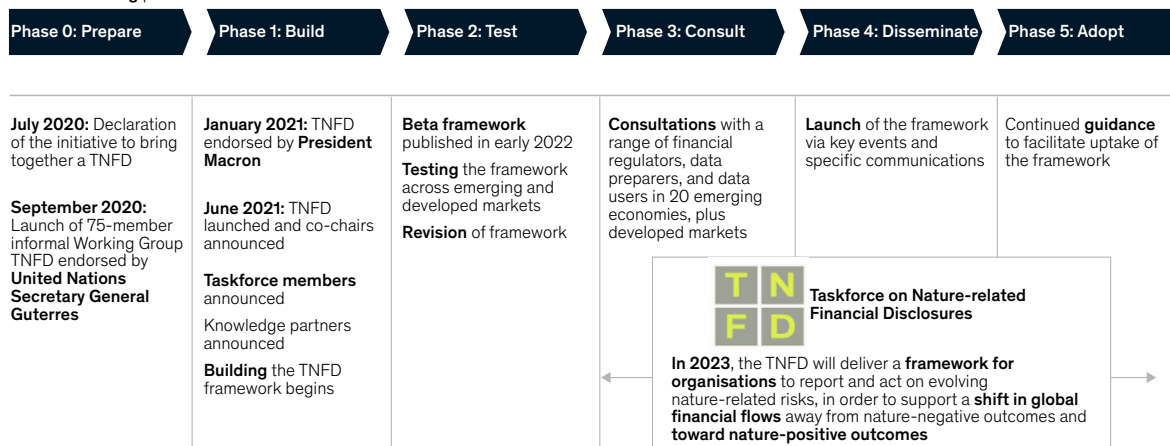 Phase 0: Prepare
Phase 1: Build
Phase 2: Test
Phase 3: Consult
Phase 4: Disseminate
Phase 5: Adopt
July 2020: Declaration
of the initiative to bring
together a TNFD
September 2020:
Launch of 75-member
informal Working Group
TNFD endorsed by
United Nations
Secretary General
Guterres
January 2021: TNFD
endorsed by President
Macron
June 2021: TNFD
launched and co-chairs
announced
Taskforce members
announced
Knowledge partners
announced
Building the TNFD
framework begins
Beta framework
published in early 2022
Testing the framework
across emerging and
developed markets
Revision of framework
Consultations with a
range of financial
regulators, data
preparers, and data
users in 20 emerging
economies, plus
developed markets
Launch of the framework
via key events and
specific communications
Continued guidance
to facilitate uptake of
the framework
T N
F D
Taskforce on Nature-related
Financial Disclosures
In 2023, the TNFD will deliver a framework for
organisations to report and act on evolving
nature-related risks, in order to support a shift in global
financial flows away from nature-negative outcomes and
toward nature-positive outcomes